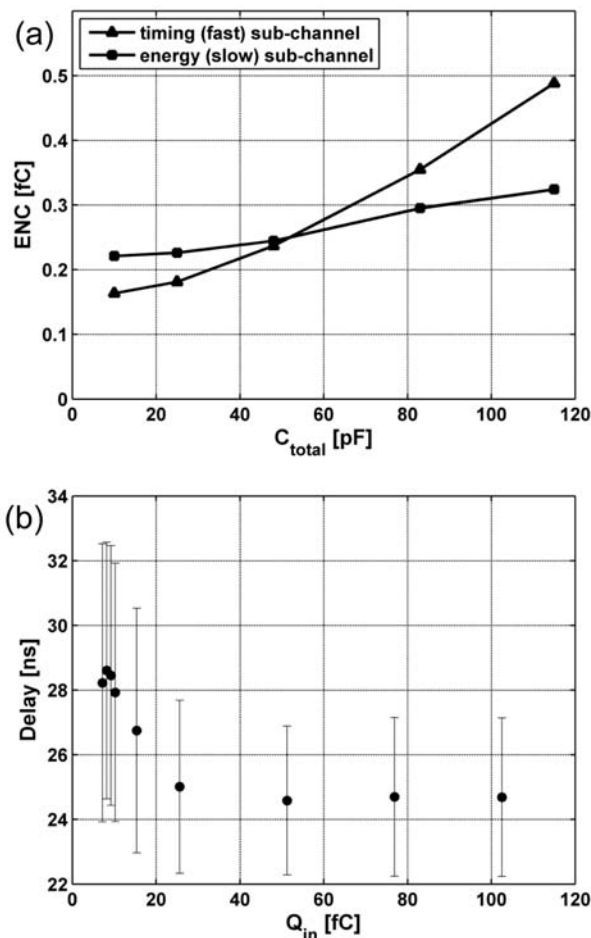 (a)
timing (fast) sub-channel
energy (slow) sub-channel
0.5
0.4
0.3
0.2
0.1
0
ENC [fC]
0 20 40 60 80 100 120
C_total [pF]
(b)
34
32
30
28
26
24
22
Delay [ns]
0 20 40 60 80 100 120
Q_in [fC]